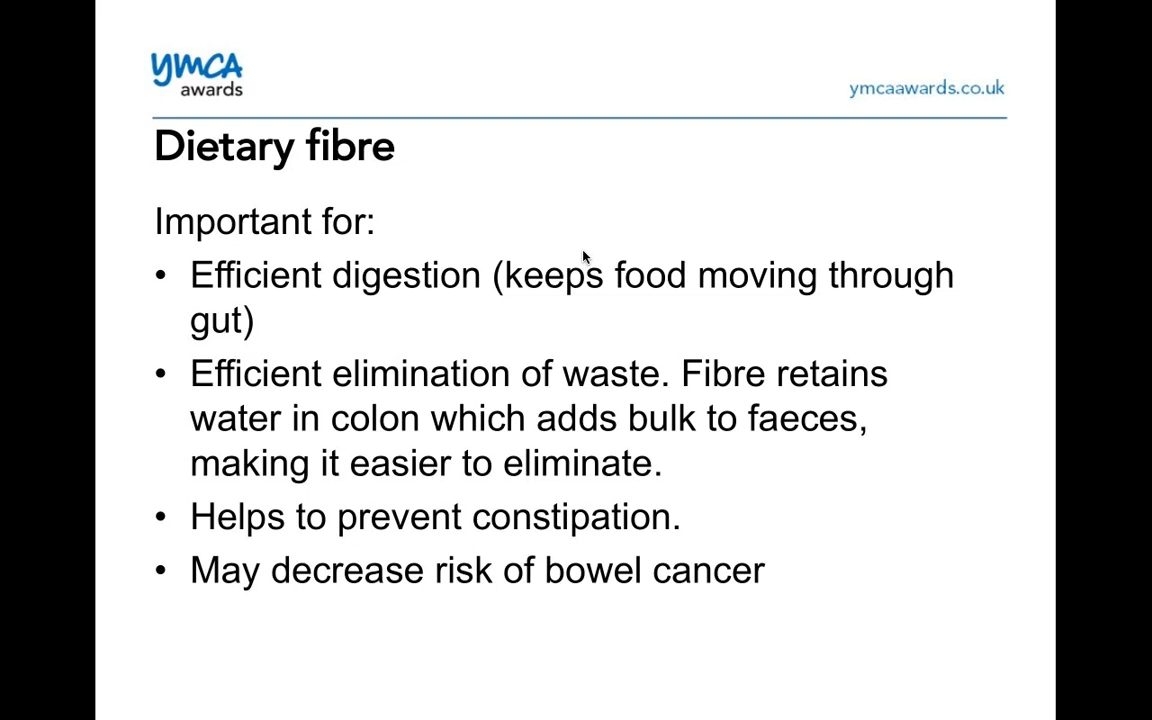 ymca
awards
ymcaawards.co.uk
Dietary fibre
Important for:
• Efficient digestion (keeps food moving through
gut)
• Efficient elimination of waste. Fibre retains
water in colon which adds bulk to faeces,
making it easier to eliminate.
• Helps to prevent constipation.
• May decrease risk of bowel cancer